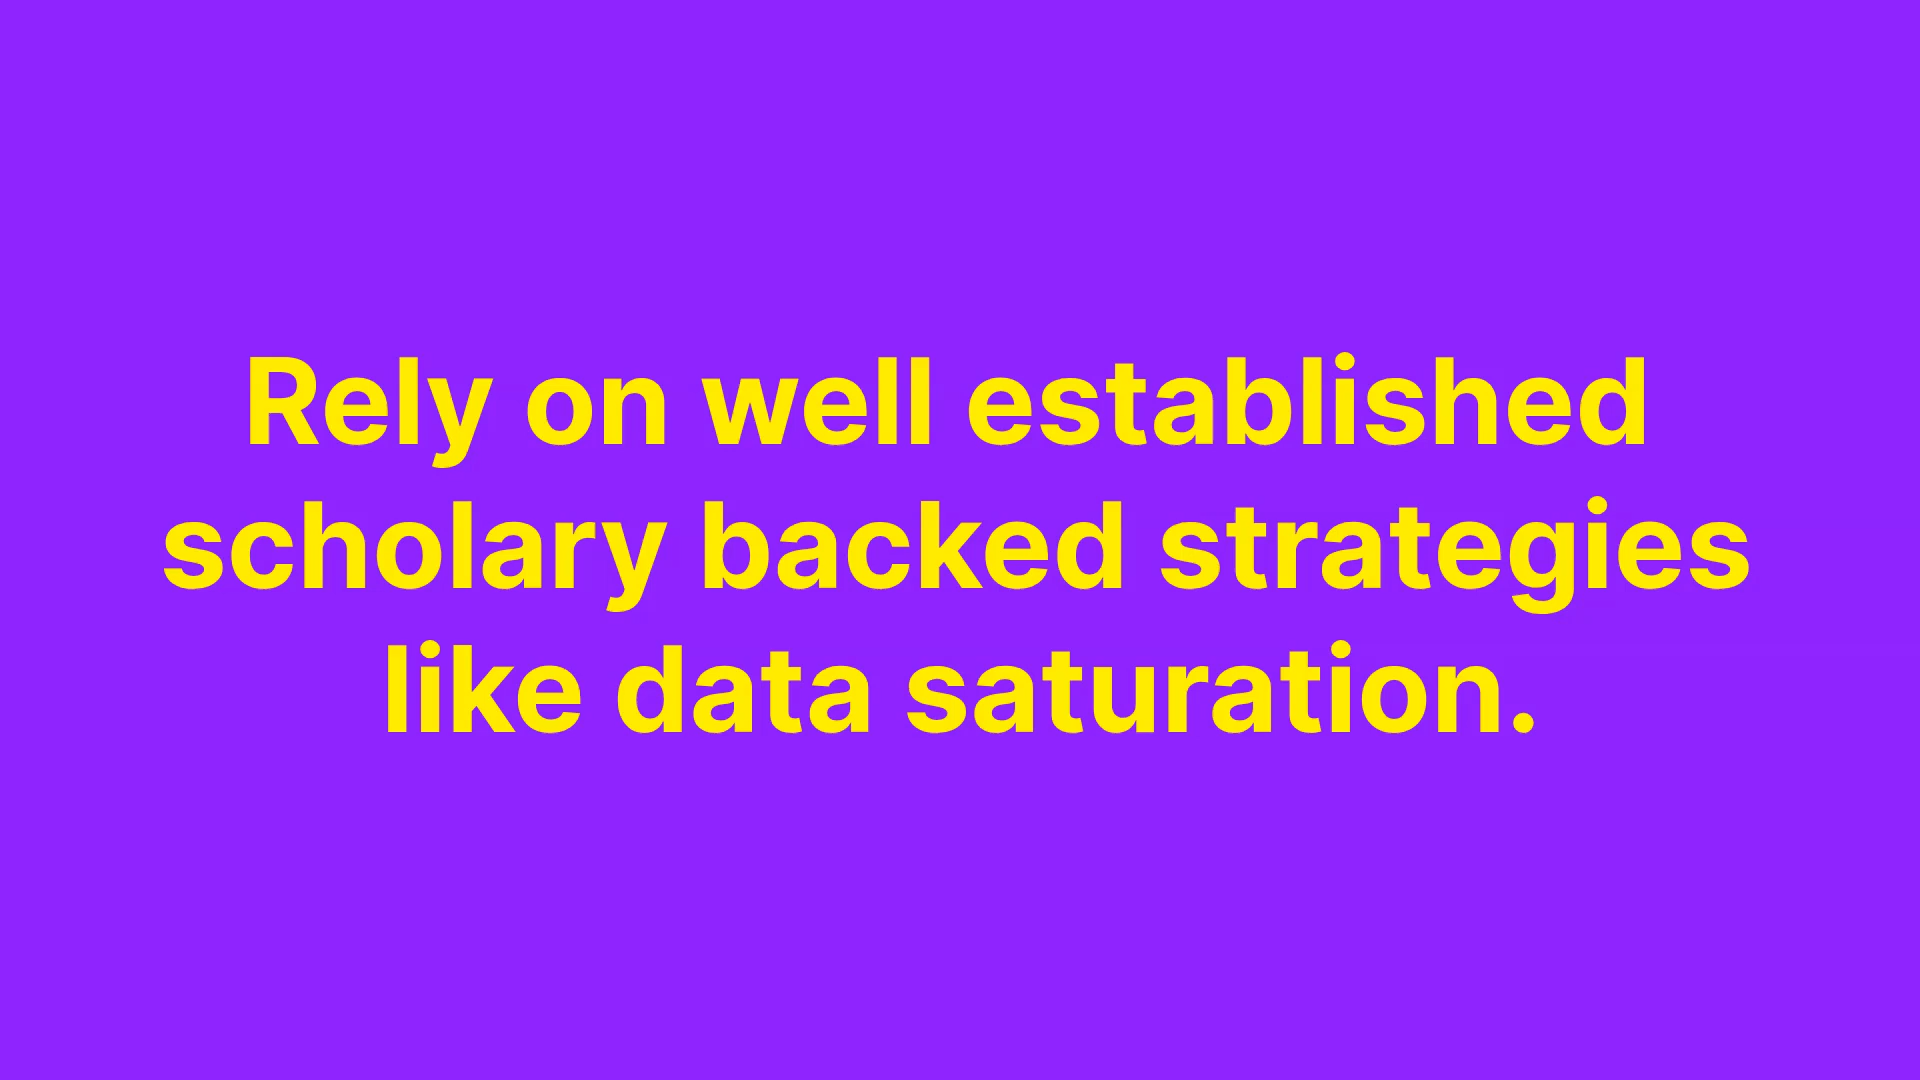 Rely on well established
scholary backed strategies
like data saturation.